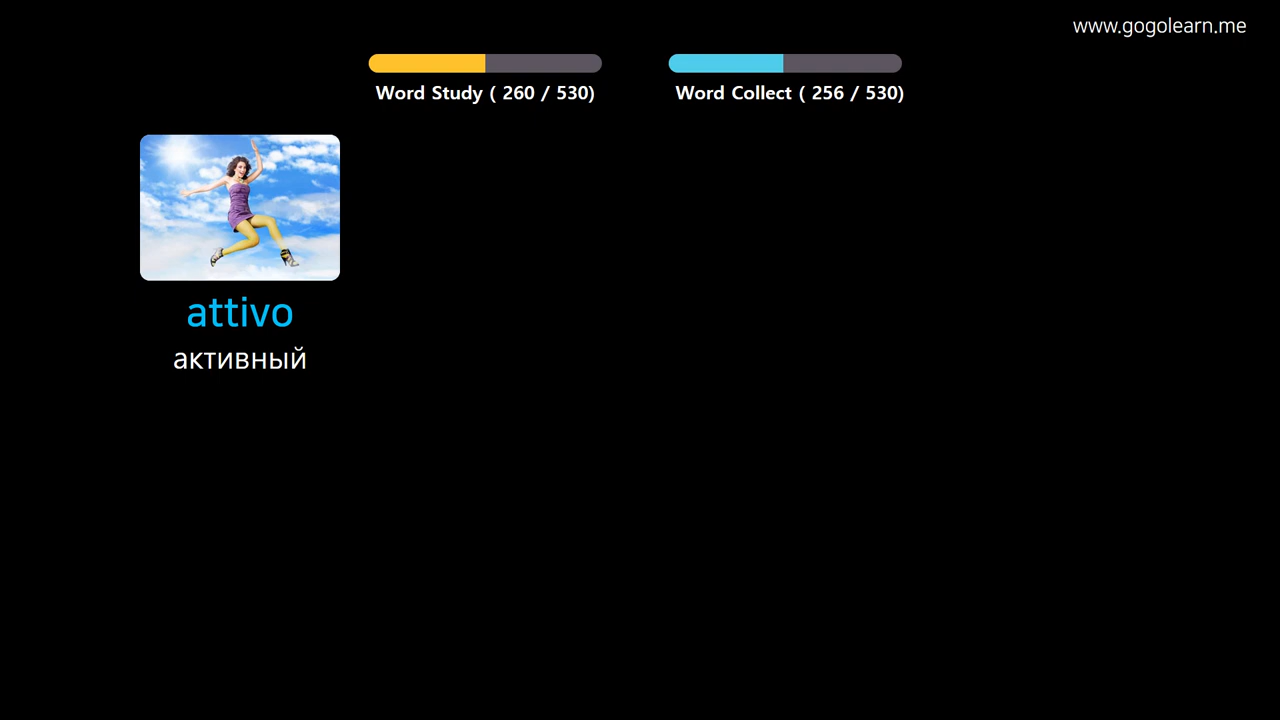 www.gogolearn.me
Word Study ( 260 / 530)
Word Collect ( 256 / 530)
attivo
активный